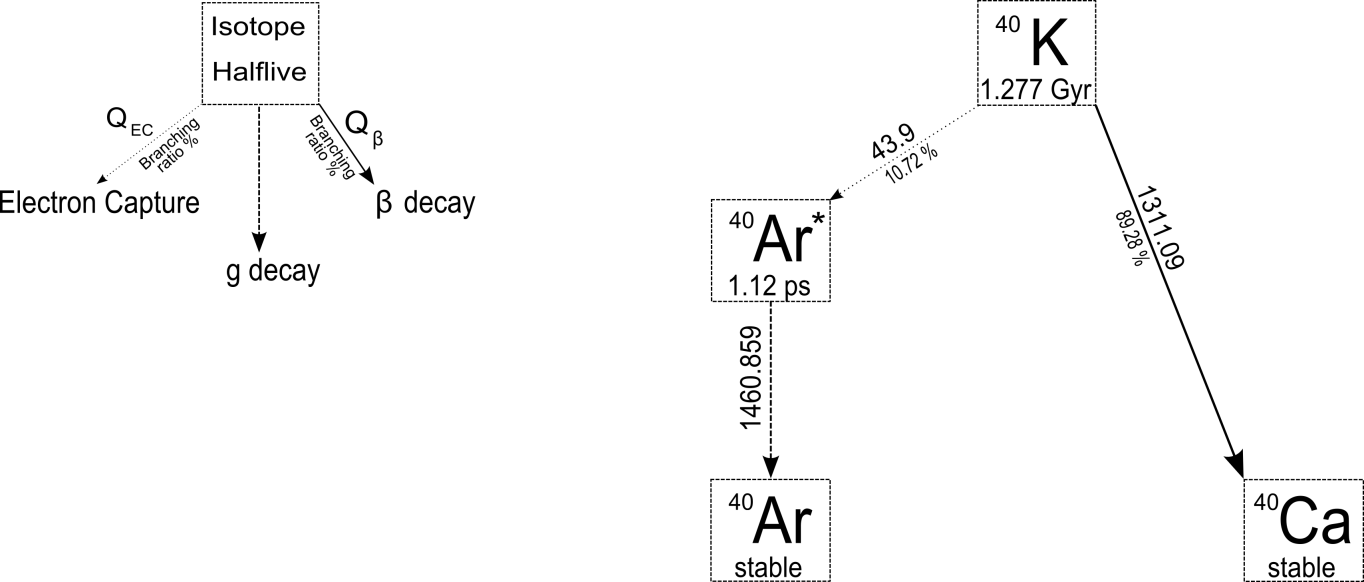 Isotope
Halflive
Q EC
Branching
ratio %
Q β
Branching
ratio %
Electron Capture
β decay
g decay
40 K
1.277 Gyr
43.9
10.72 %
1311.09
89.28 %
40 Ar*
1.12 ps
1460.859
40 Ar
stable
40 Ca
stable